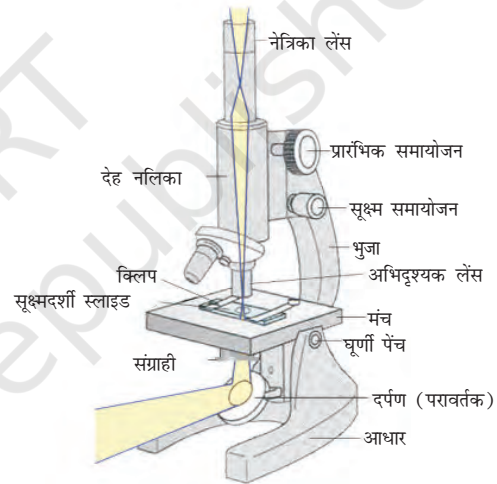 नेत्रिका लेंस
प्रारंभिक समायोजन
देह नलिका
सूक्ष्म समायोजन
भुजा
क्लिप
अभिदृश्यक लेंस
सूक्ष्मदर्शी स्लाइड
मंच
घूर्णी पेंच
संग्राही
दर्पण (परावर्तक)
आधार